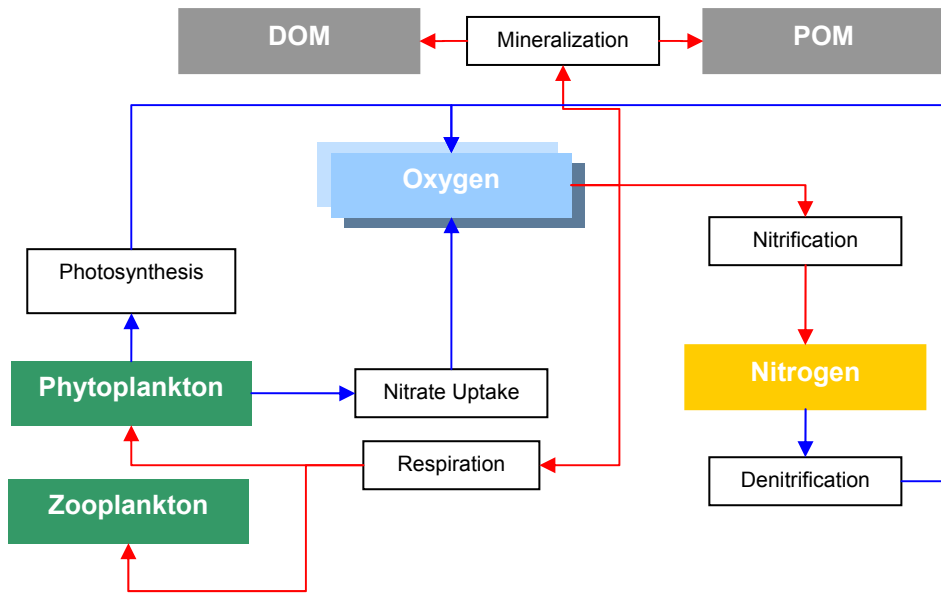 DOM
Mineralization
POM
Oxygen
Nitrification
Photosynthesis
Phytoplankton
Nitrate Uptake
Nitrogen
Respiration
Denitrification
Zooplankton